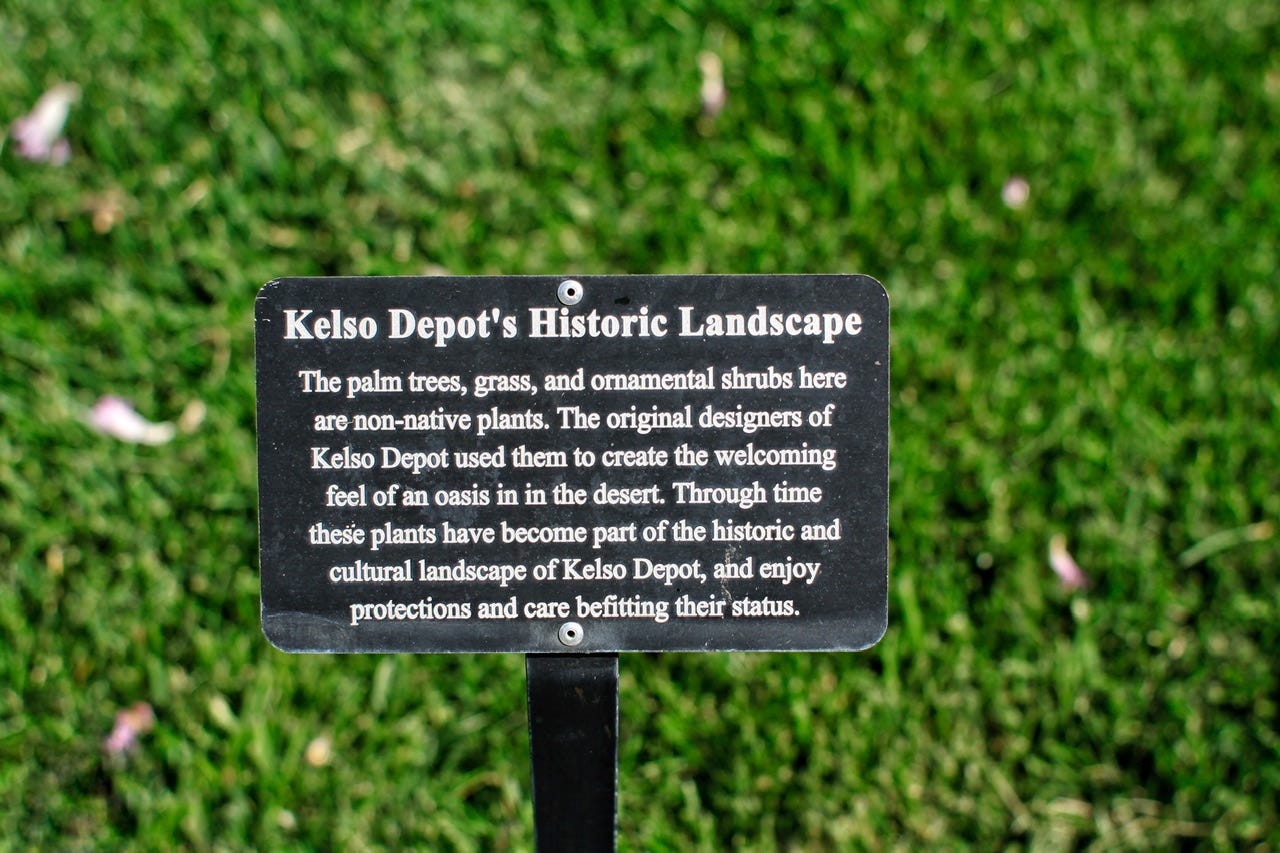 Kelso Depot's Historic Landscape
The palm trees, grass, and ornamental shrubs here
are non-native plants. The original designers of
Kelso Depot used them to create the welcoming
feel of an oasis in in the desert. Through time
these plants have become part of the historic and
cultural landscape of Kelso Depot, and enjoy
protections and care befitting their status.